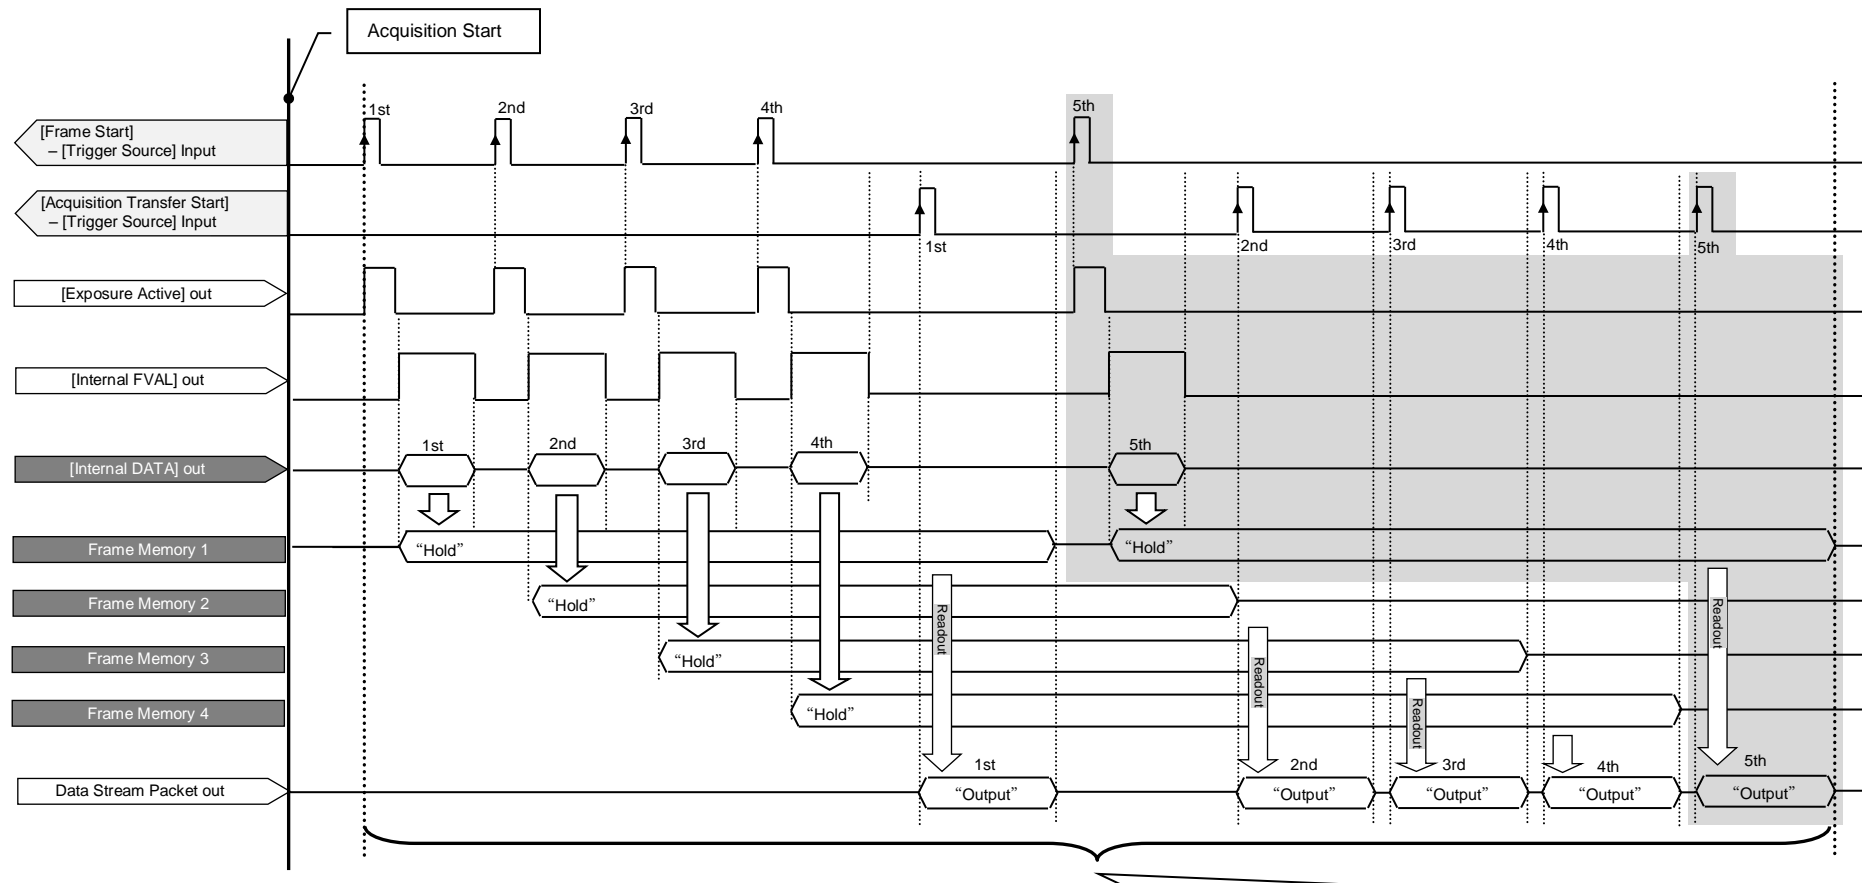 Acquisition Start
1st
2nd
3rd
4th
5th
[Frame Start]
– [Trigger Source] Input
[Acquisition Transfer Start]
– [Trigger Source] Input
1st
2nd
3rd
4th
5th
[Exposure Active] out
[Internal FVAL] out
1st
2nd
3rd
4th
5th
[Internal DATA] out
Frame Memory 1
“Hold”
“Hold”
Frame Memory 2
“Hold”
Readout
Readout
Frame Memory 3
“Hold”
Readout
Frame Memory 4
“Hold”
Readout
1st
2nd
3rd
4th
5th
Data Stream Packet out
“Output”
“Output”
“Output”
“Output”
“Output”